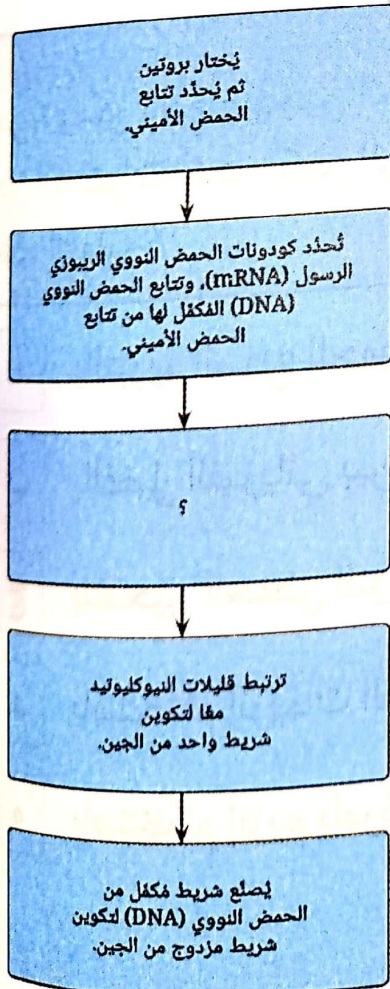 يُختار بروتين
ثم يُحدَّد تتابع
الحمض الأميني.
تُحدَّد كودونات الحمض النووي الريبوزي
الرسول (mRNA)، وتتابع الحمض النووي
(DNA) المُكمِّل لها من تتابع
الحمض الأميني.
؟
ترتبط قليلات النيوكليوتيد
معًا لتكوين
شريط واحد من الجين.
يُصنَّع شريط مُكمِّل من
الحمض النووي (DNA) لتكوين
شريط مزدوج من الجين.